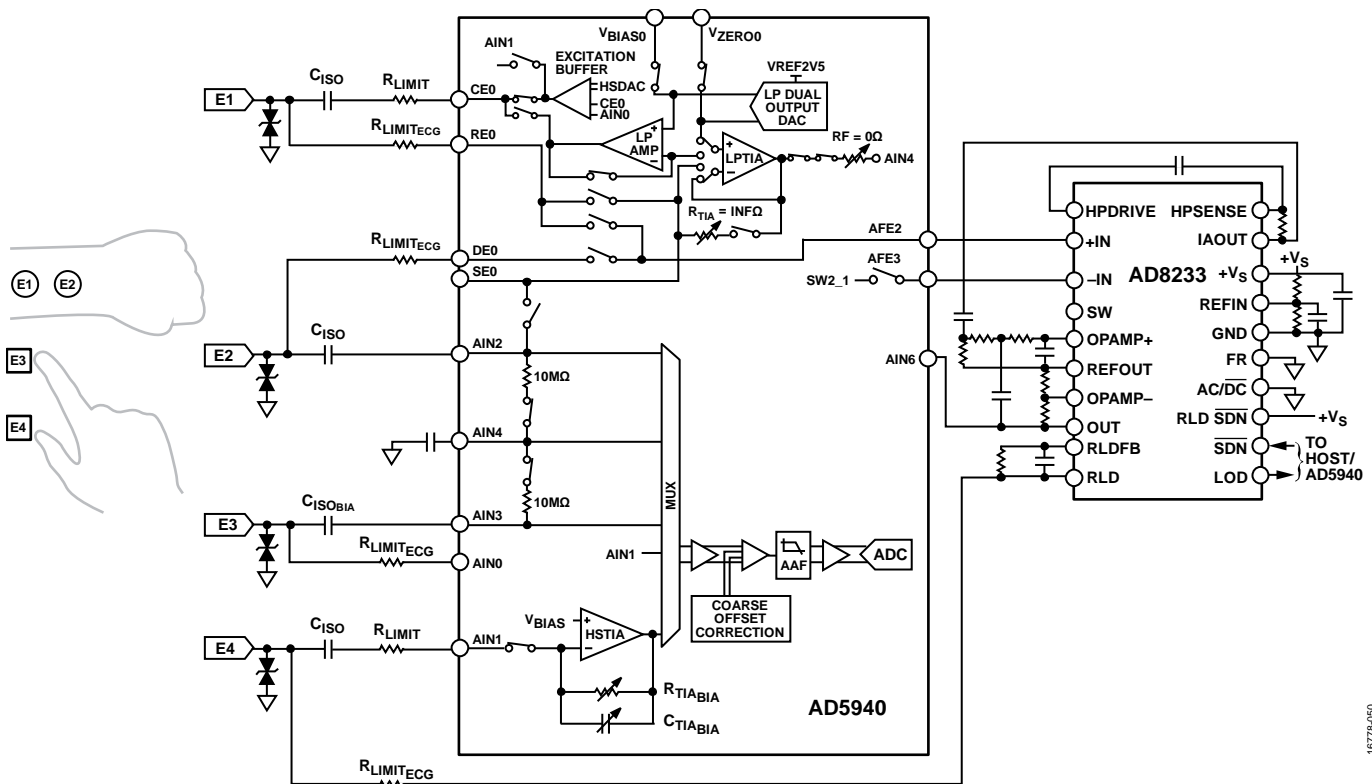 VBIAS0
VZERO0
AIN1
EXCITATION
BUFFER
HSDAC
CE0
AIN0
VREF2V5
LP DUAL
OUTPUT
DAC
E1
CISO
RLIMIT
CE0
RLIMITECG
RE0
+
LP
AMP
–
+
LPTIA
–
RF = 0Ω
AIN4
RTIA = INFΩ
E1
E2
E3
E4
RLIMITECG
DE0
SE0
AFE2
AFE3
SW2_1
E2
CISO
AIN2
10MΩ
AIN4
10MΩ
AIN6
E3
CISOBIA
AIN3
RLIMITECG
AIN0
MUX
AIN1
AAF
ADC
COARSE
OFFSET
CORRECTION
E4
CISO
RLIMIT
AIN1
VBIAS
+
HSTIA
–
RTIABIA
CTIABIA
AD5940
RLIMITECG
HPDRIVE
HPSENSE
+IN
IAOUT
AD8233
+VS
+VS
–IN
REFIN
SW
GND
OPAMP+
FR
REFOUT
AC/DC
OPAMP–
RLD SDN
+VS
OUT
SDN
TO
HOST/
AD5940
RLDFB
LOD
RLD
16778-050